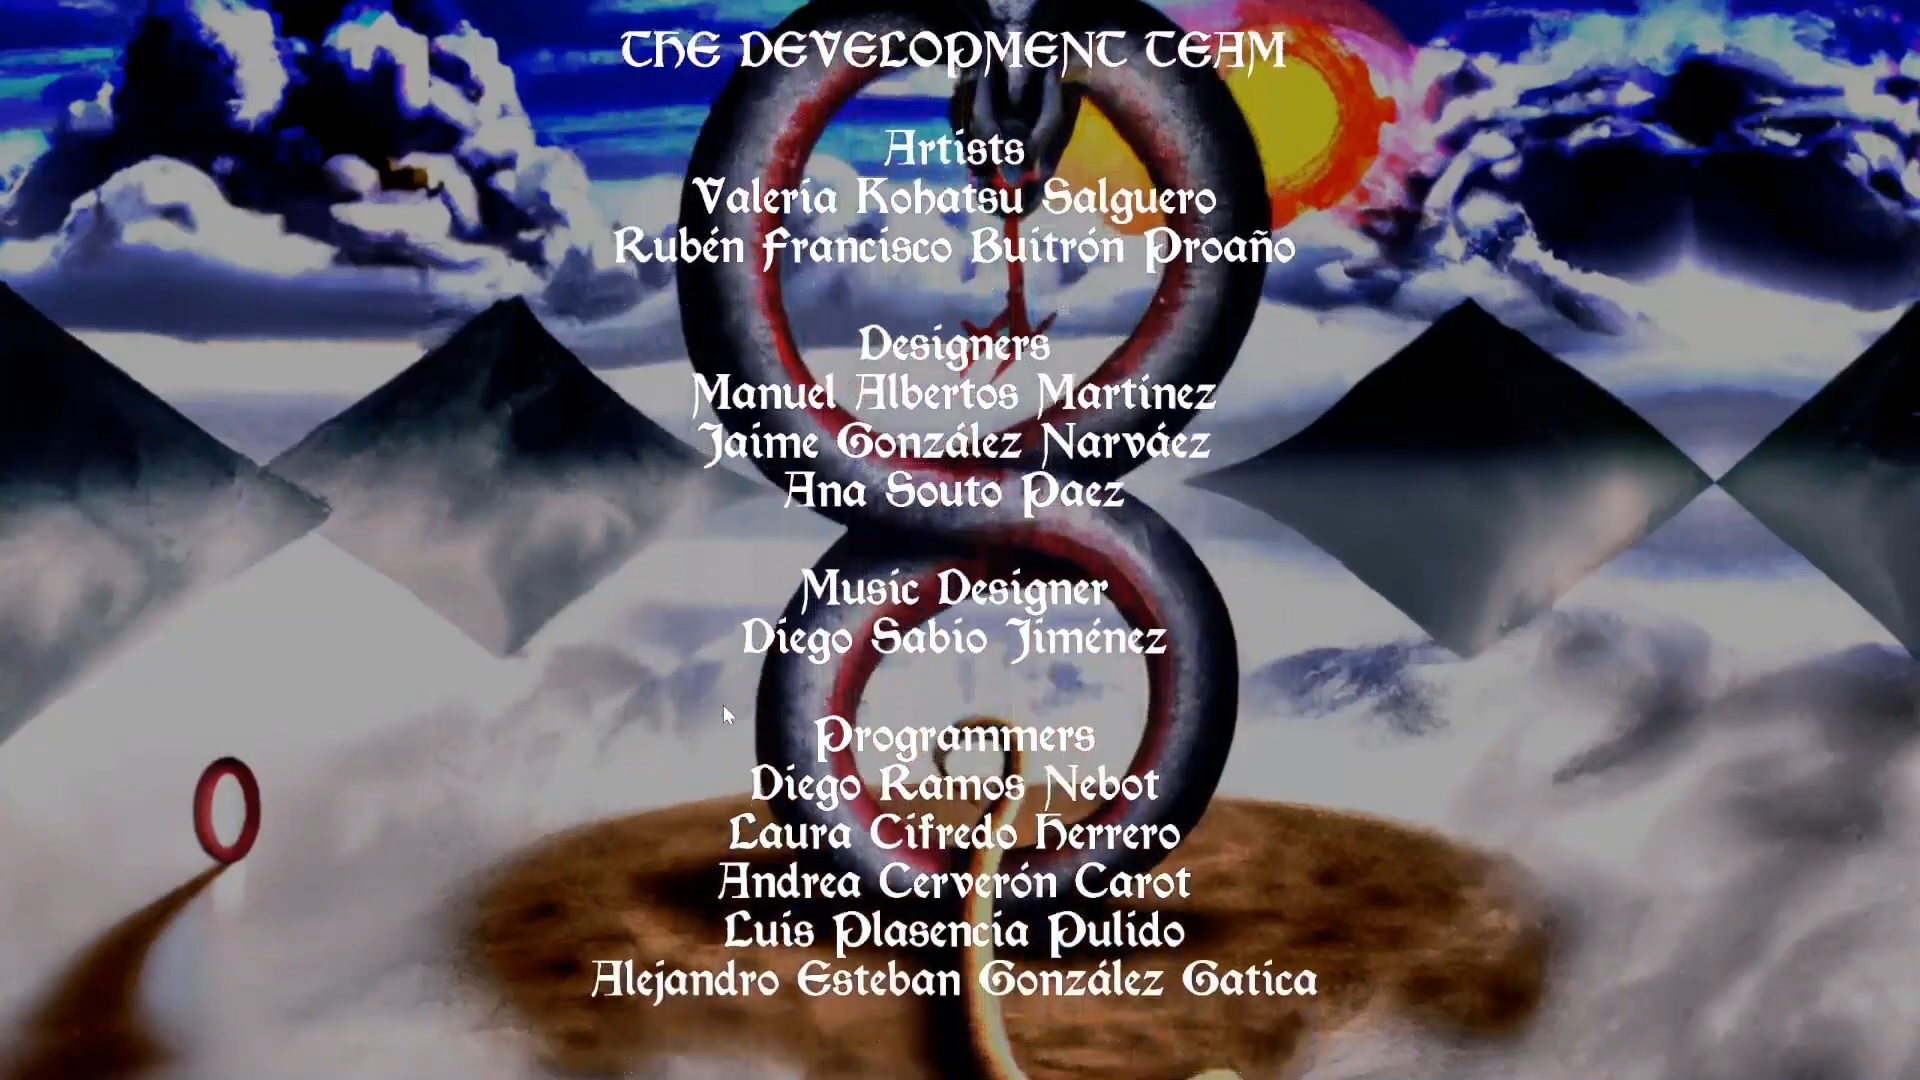 THE DEVELOPMENT TEAM
Artists
Valeria Kohatsu Salguero
Rubén Francisco Buitrón Proaño
Designers
Manuel Albertos Martínez
Jaime González Narváez
Ana Souto Paez
Music Designer
Diego Sabio Jiménez
Programmers
Diego Ramos Nebot
Laura Cifredo Herrero
Andrea Cerverón Carot
Luis Plasencia Pulido
Alejandro Esteban González Gatica